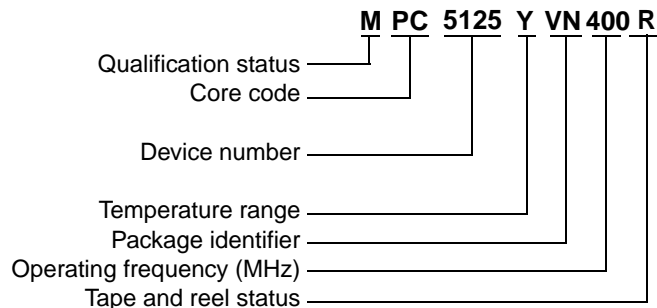 M PC 5125 Y VN 400 R
Qualification status
Core code
Device number
Temperature range
Package identifier
Operating frequency (MHz)
Tape and reel status